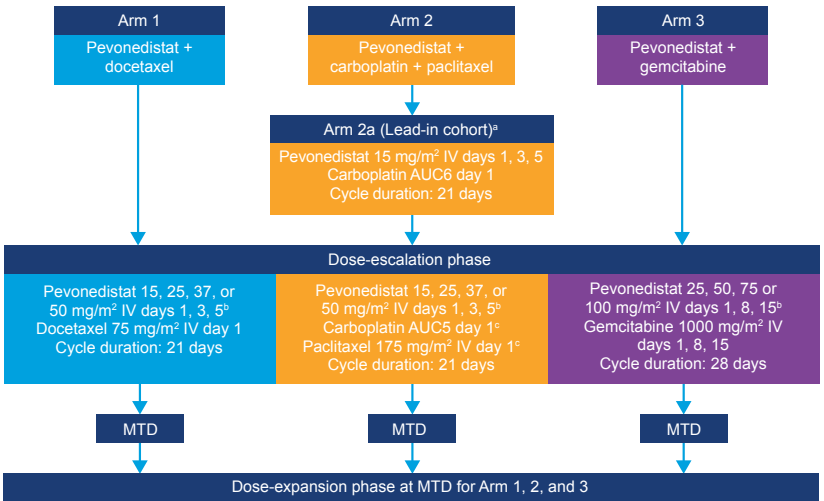 Arm 1
Pevonedistat +
docetaxel
Arm 2
Pevonedistat +
carboplatin + paclitaxel
Arm 3
Pevonedistat +
gemcitabine
Arm 2a (Lead-in cohort)ᵃ
Pevonedistat 15 mg/m² IV days 1, 3, 5
Carboplatin AUC6 day 1
Cycle duration: 21 days
Dose-escalation phase
Pevonedistat 15, 25, 37, or
50 mg/m² IV days 1, 3, 5ᵇ
Docetaxel 75 mg/m² IV day 1
Cycle duration: 21 days
Pevonedistat 15, 25, 37, or
50 mg/m² IV days 1, 3, 5ᵇ
Carboplatin AUC5 day 1ᶜ
Paclitaxel 175 mg/m² IV day 1ᶜ
Cycle duration: 21 days
Pevonedistat 25, 50, 75 or
100 mg/m² IV days 1, 8, 15ᵇ
Gemcitabine 1000 mg/m² IV
days 1, 8, 15
Cycle duration: 28 days
MTD
MTD
MTD
Dose-expansion phase at MTD for Arm 1, 2, and 3